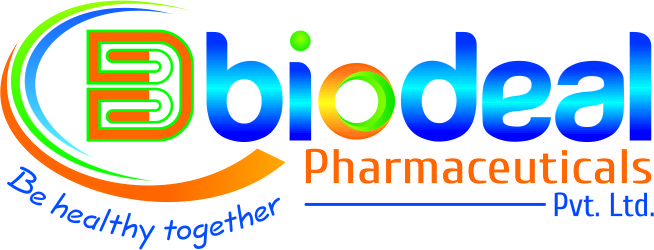 biodeal
Pharmaceuticals
Pvt. Ltd.
Be healthy together